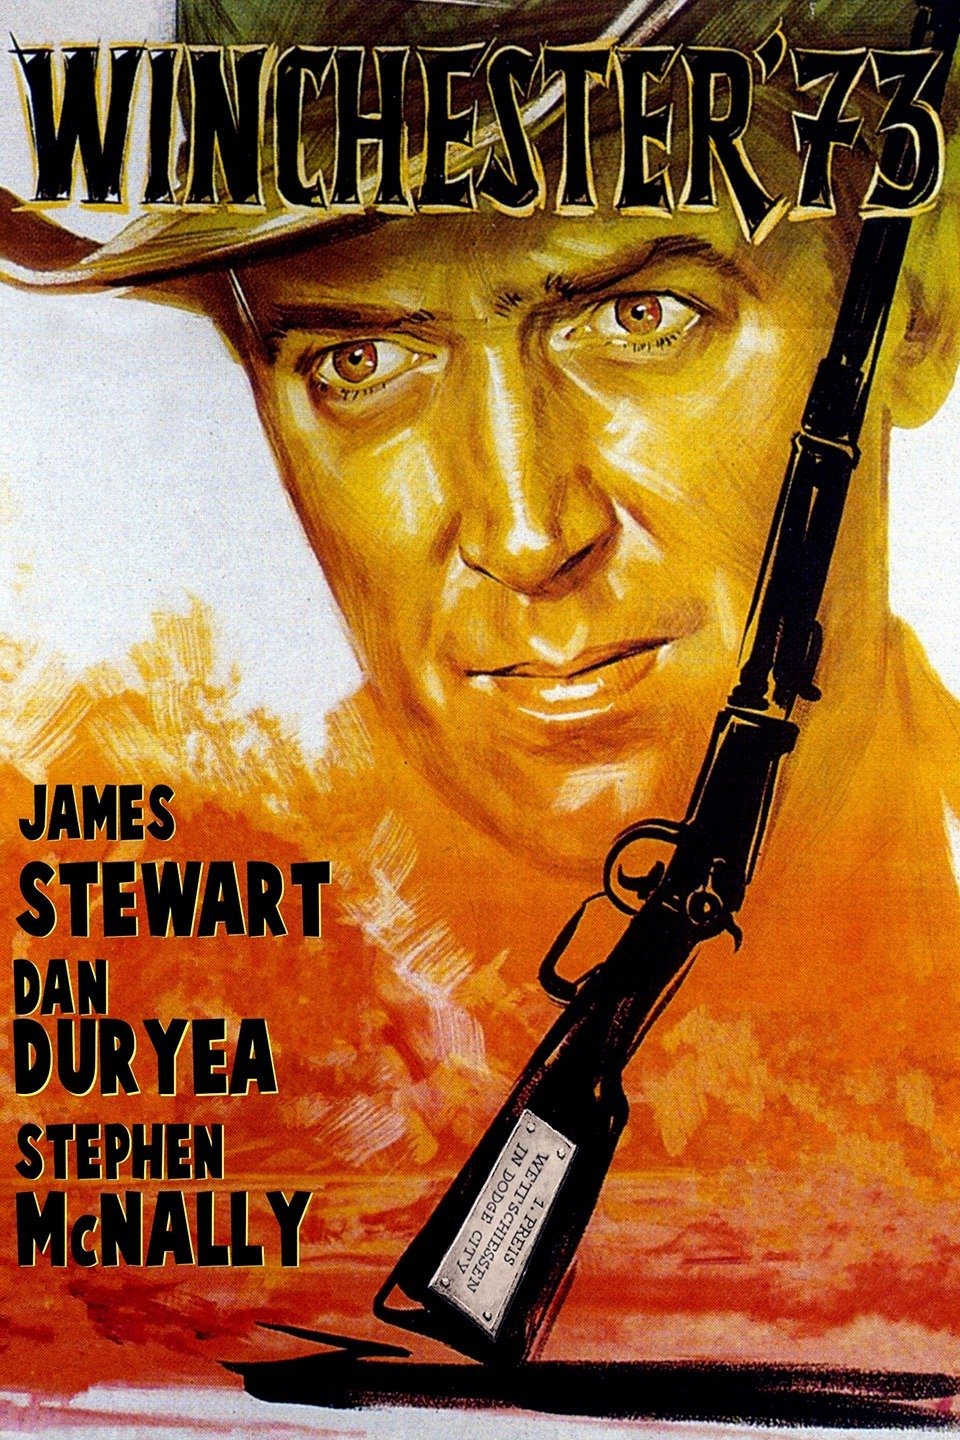 WINCHESTER '73
JAMES
STEWART
DAN
DURYEA
STEPHEN
McNALLY
1. PREIS
WETTSCHIESSEN
IN DODGE CITY